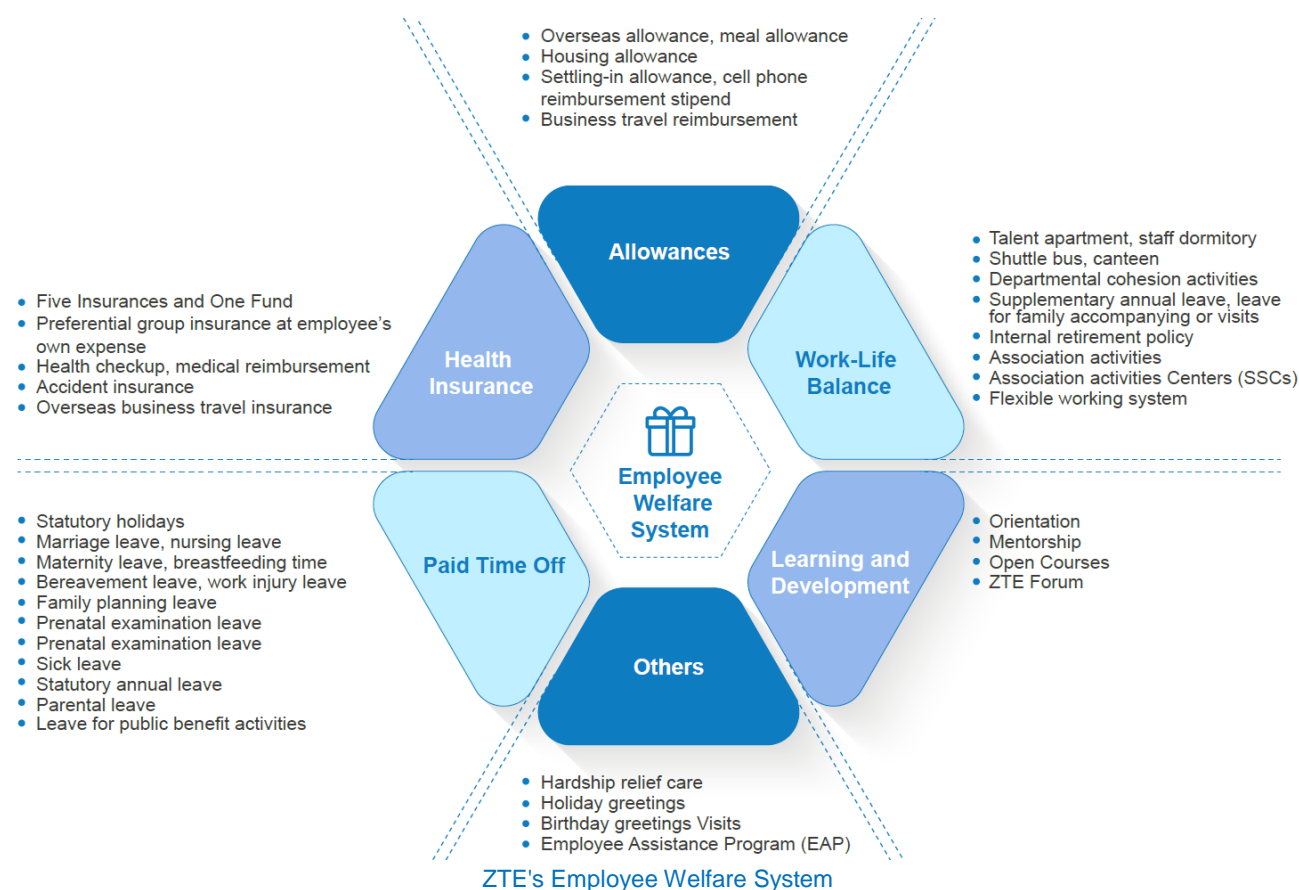 Overseas allowance, meal allowance
Housing allowance
Settling-in allowance, cell phone
reimbursement stipend
Business travel reimbursement
Allowances
Talent apartment, staff dormitory
Shuttle bus, canteen
Departmental cohesion activities
Supplementary annual leave, leave
for family accompanying or visits
Internal retirement policy
Association activities
Association activities Centers (SSCs)
Flexible working system
Work-Life
Balance
Five Insurances and One Fund
Preferential group insurance at employee's
own expense
Health checkup, medical reimbursement
Accident insurance
Overseas business travel insurance
Health
Insurance
Employee
Welfare
System
Statutory holidays
Marriage leave, nursing leave
Maternity leave, breastfeeding time
Bereavement leave, work injury leave
Family planning leave
Prenatal examination leave
Prenatal examination leave
Sick leave
Statutory annual leave
Parental leave
Leave for public benefit activities
Paid Time Off
Learning and
Development
Orientation
Mentorship
Open Courses
ZTE Forum
Others
Hardship relief care
Holiday greetings
Birthday greetings Visits
Employee Assistance Program (EAP)
ZTE's Employee Welfare System